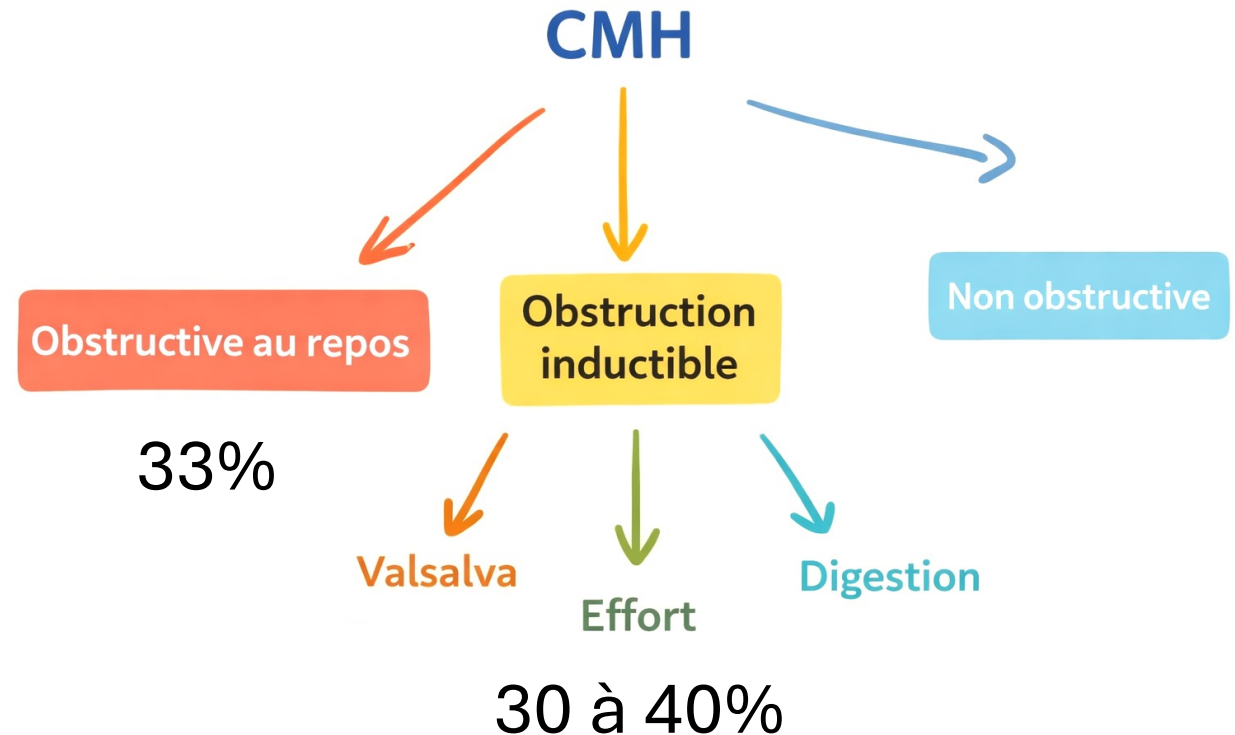 CMH
Obstructive au repos
Obstruction
inductible
Non obstructive
33%
Valsalva
Effort
Digestion
30 à 40%